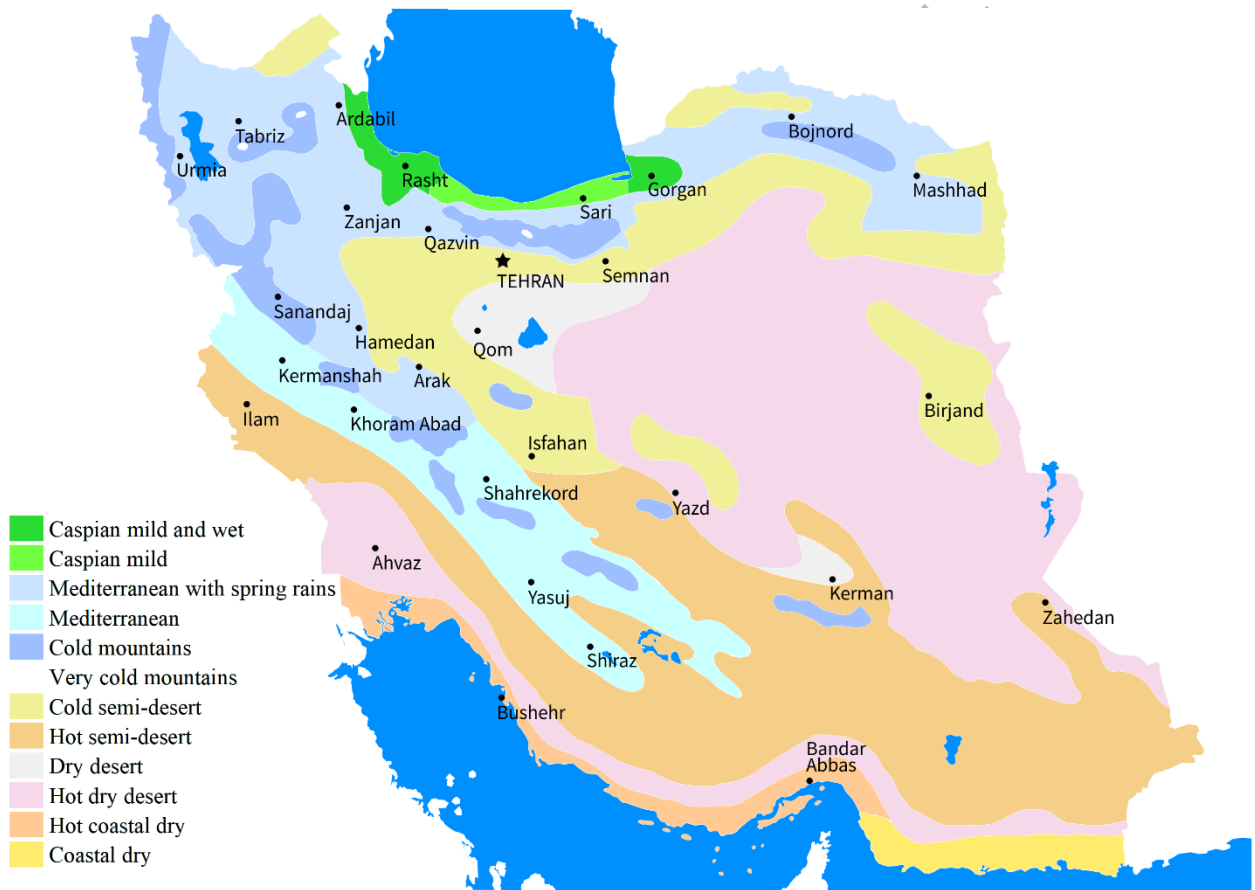 Ardabil
Tabriz
Urmia
Rasht
Bojnord
Gorgan
Mashhad
Sari
Zanjan
Qazvin
TEHRAN
Semnan
Sanandaj
Hamedan
Qom
Kermanshah
Arak
Ilam
Khoram Abad
Birjand
Isfahan
Shahrekord
Yazd
Ahvaz
Yasuj
Kerman
Zahedan
Shiraz
Bushehr
Bandar
Abbas
Caspian mild and wet
Caspian mild
Mediterranean with spring rains
Mediterranean
Cold mountains
Very cold mountains
Cold semi-desert
Hot semi-desert
Dry desert
Hot dry desert
Hot coastal dry
Coastal dry